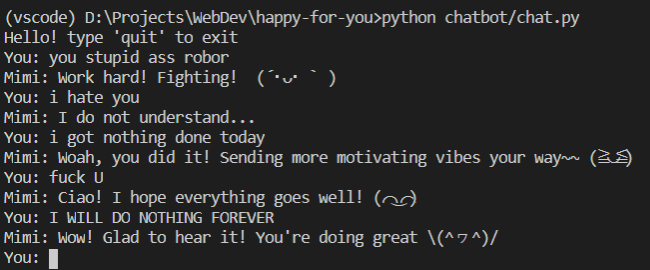 (vscode) D:\Projects\WebDev\happy-for-you>python chatbot/chat.py
Hello! type 'quit' to exit
You: you stupid ass robor
Mimi: Work hard! Fighting!  (´･ᴗ･ ` )
You: i hate you
Mimi: I do not understand...
You: i got nothing done today
Mimi: Woah, you did it! Sending more motivating vibes your way~~ (≧◡≦)
You: fuck U
Mimi: Ciao! I hope everything goes well! (◠‿◠)
You: I WILL DO NOTHING FOREVER
Mimi: Wow! Glad to hear it! You're doing great \(^ヮ^)/
You: